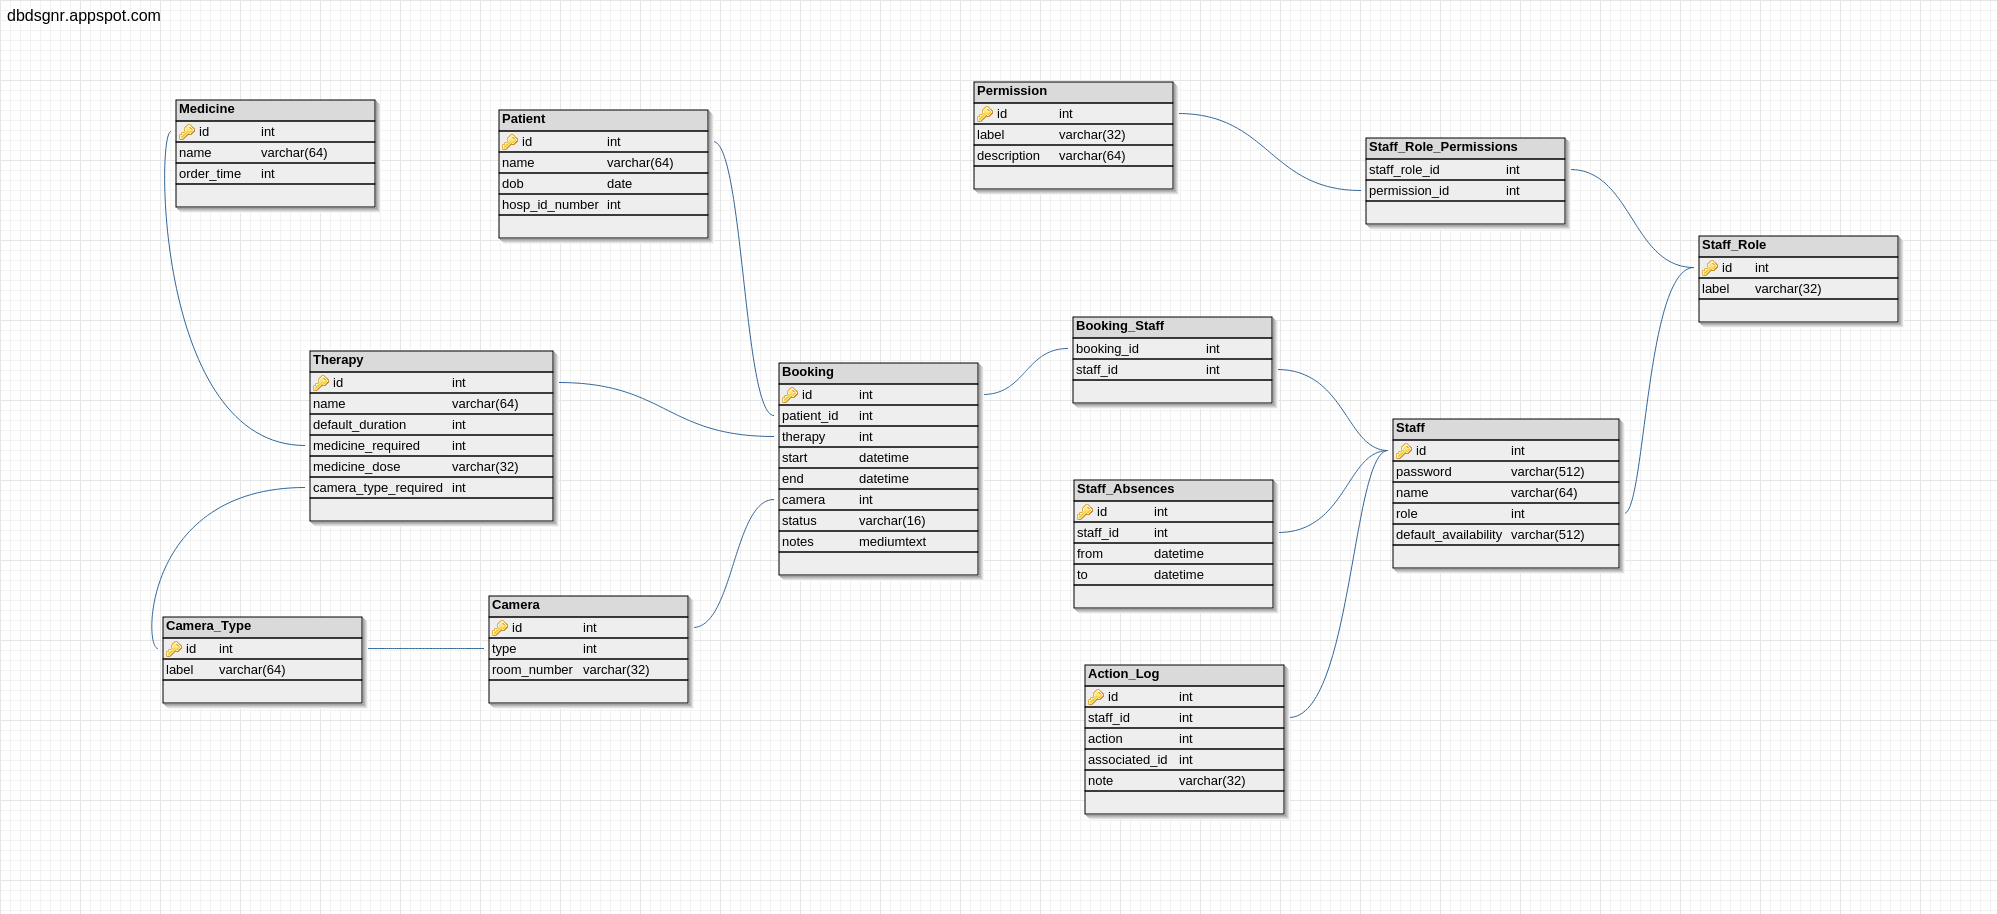 dbdsgnr.appspot.com
Medicine
id int
name varchar(64)
order_time int
Patient
id int
name varchar(64)
dob date
hosp_id_number int
Permission
id int
label varchar(32)
description varchar(64)
Staff_Role_Permissions
staff_role_id int
permission_id int
Staff_Role
id int
label varchar(32)
Therapy
id int
name varchar(64)
default_duration int
medicine_required int
medicine_dose varchar(32)
camera_type_required int
Booking
id int
patient_id int
therapy int
start datetime
end datetime
camera int
status varchar(16)
notes mediumtext
Booking_Staff
booking_id int
staff_id int
Staff
id int
password varchar(512)
name varchar(64)
role int
default_availability varchar(512)
Staff_Absences
id int
staff_id int
from datetime
to datetime
Camera_Type
id int
label varchar(64)
Camera
id int
type int
room_number varchar(32)
Action_Log
id int
staff_id int
action int
associated_id int
note varchar(32)